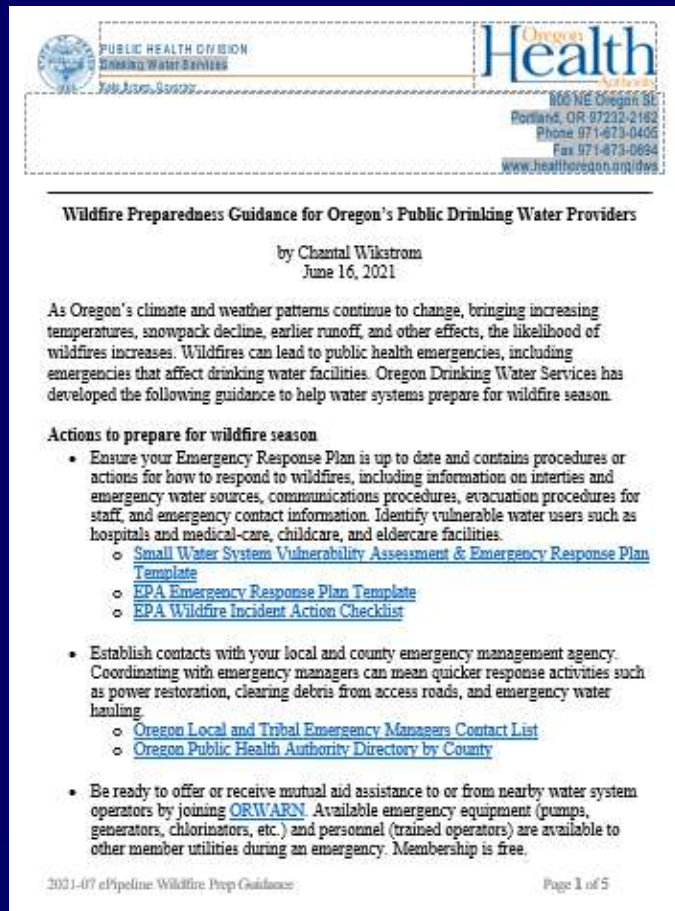 PUBLIC HEALTH DIVISION
Drinking Water Services
Kate Brown, Governor
Oregon
Health
Authority
800 NE Oregon St.
Portland, OR 97232-2162
Phone 971-673-0405
Fax 971-673-0694
www.healthoregon.org/dws
Wildfire Preparedness Guidance for Oregon's Public Drinking Water Providers
by Chantal Wikstrom
June 16, 2021
As Oregon's climate and weather patterns continue to change, bringing increasing
temperatures, snowpack decline, earlier runoff, and other effects, the likelihood of
wildfires increases. Wildfires can lead to public health emergencies, including
emergencies that affect drinking water facilities. Oregon Drinking Water Services has
developed the following guidance to help water systems prepare for wildfire season.
Actions to prepare for wildfire season
• Ensure your Emergency Response Plan is up to date and contains procedures or
actions for how to respond to wildfires, including information on interties and
emergency water sources, communications procedures, evacuation procedures for
staff, and emergency contact information. Identify vulnerable water users such as
hospitals and medical-care, childcare, and eldercare facilities.
o Small Water System Vulnerability Assessment & Emergency Response Plan
Template
o EPA Emergency Response Plan Template
o EPA Wildfire Incident Action Checklist
• Establish contacts with your local and county emergency management agency.
Coordinating with emergency managers can mean quicker response activities such
as power restoration, clearing debris from access roads, and emergency water
hauling.
o Oregon Local and Tribal Emergency Managers Contact List
o Oregon Public Health Authority Directory by County
• Be ready to offer or receive mutual aid assistance to or from nearby water system
operators by joining ORWARN. Available emergency equipment (pumps,
generators, chlorinators, etc.) and personnel (trained operators) are available to
other member utilities during an emergency. Membership is free.
2021-07 ePipeline Wildfire Prep Guidance
Page 1 of 5